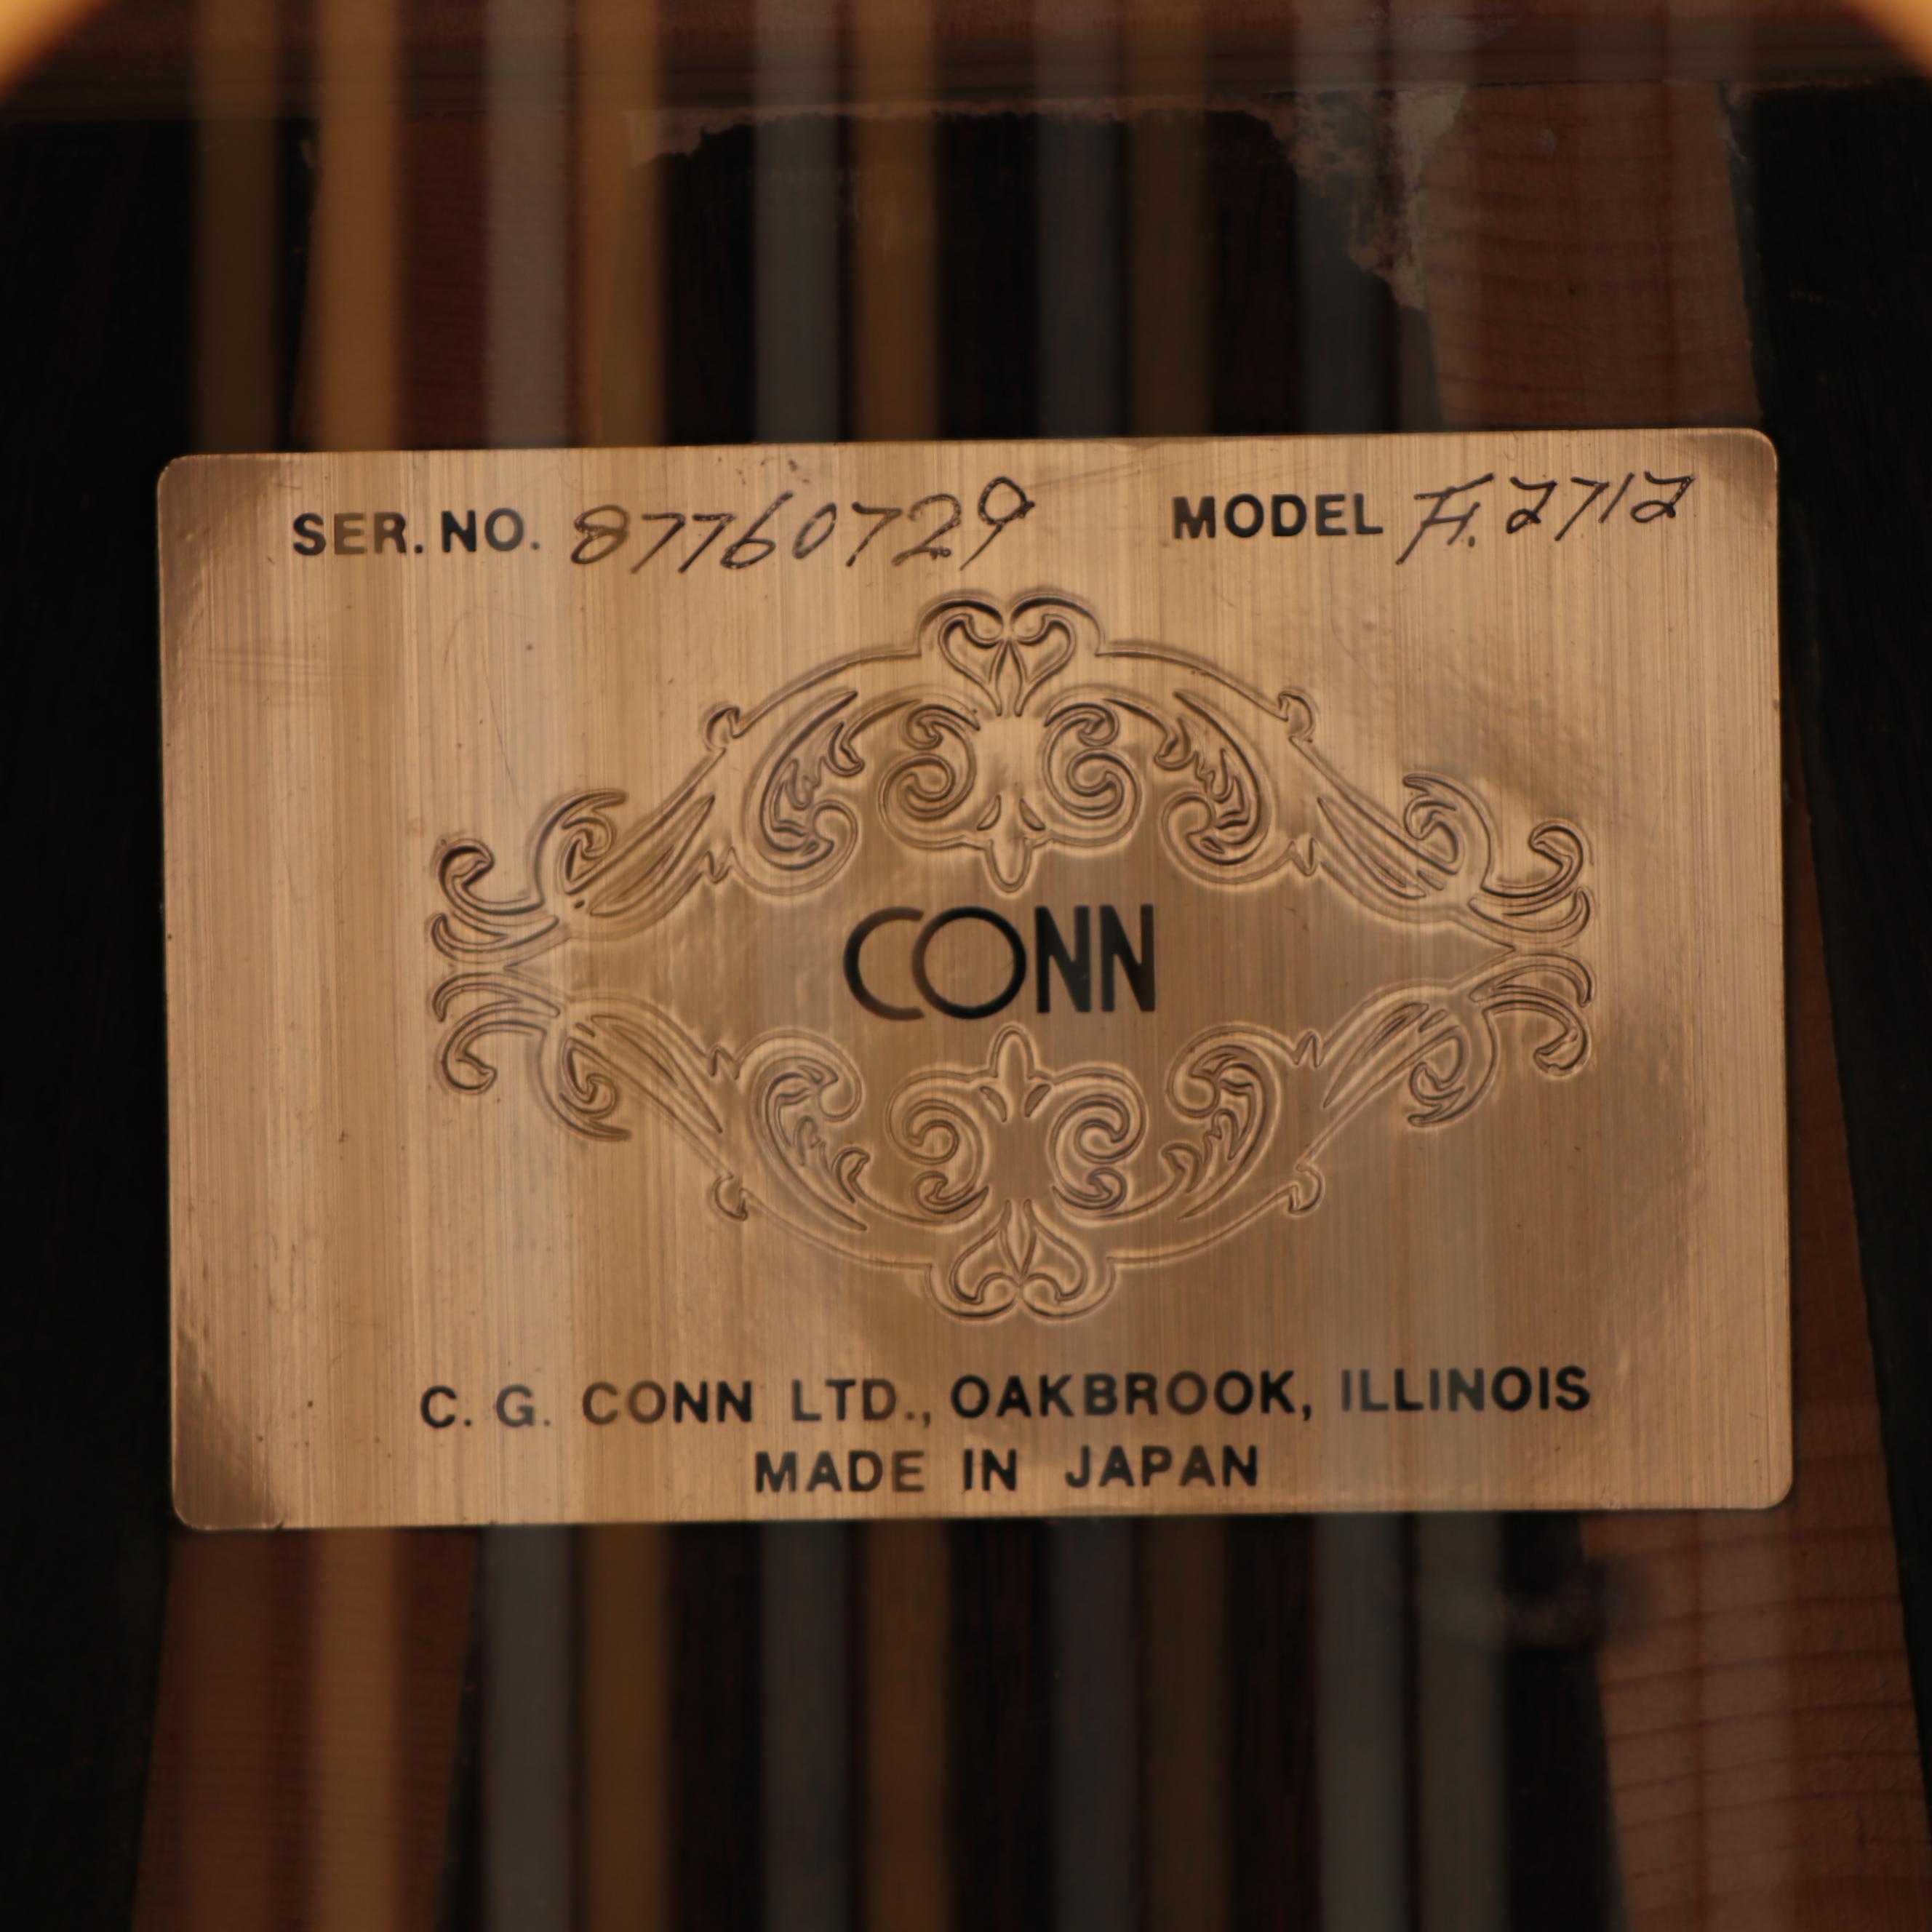 SER. NO. 87760729 MODEL F. 2712
CONN
C. G. CONN LTD., OAKBROOK, ILLINOIS
MADE IN JAPAN